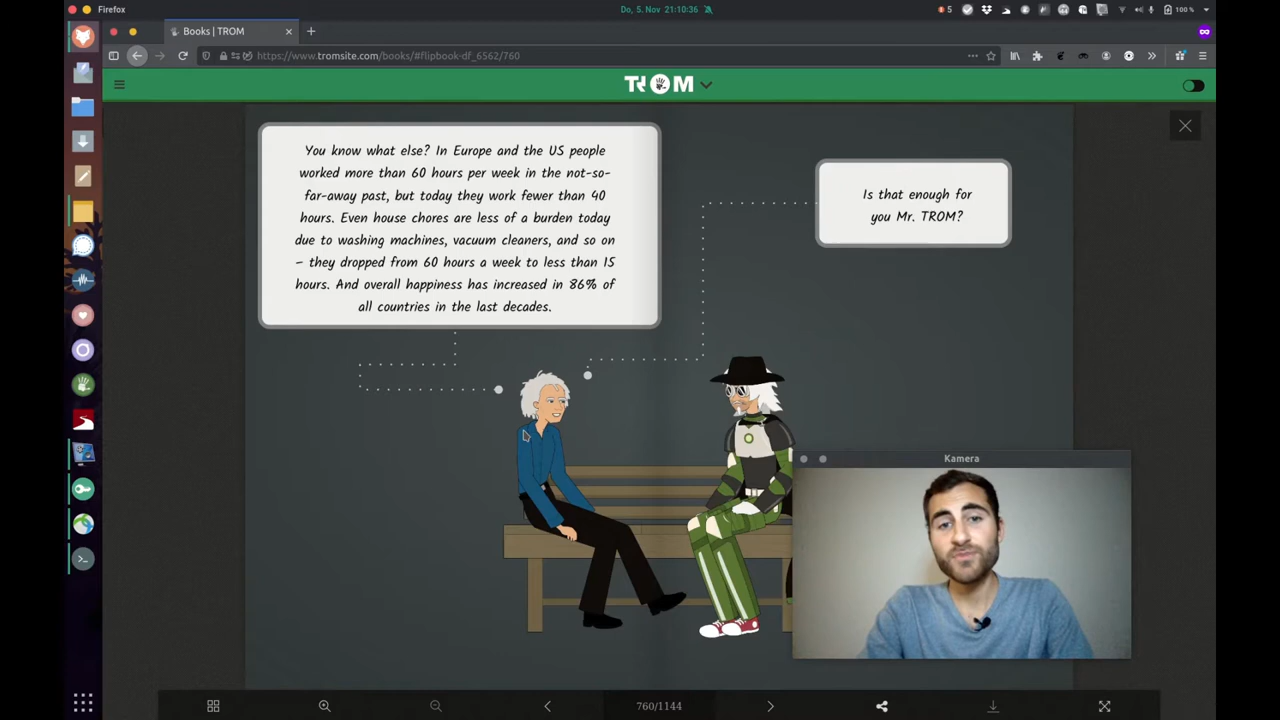 Firefox
Do, 5. Nov 21:10:36
5
100 %
Books | TROM
https://www.tromsite.com/books/#flipbook-df_6562/760
TROM
You know what else? In Europe and the US people
worked more than 60 hours per week in the not-so-
far-away past, but today they work fewer than 40
hours. Even house chores are less of a burden today
due to washing machines, vacuum cleaners, and so on
– they dropped from 60 hours a week to less than 15
hours. And overall happiness has increased in 86% of
all countries in the last decades.
Is that enough for
you Mr. TROM?
Kamera
760/1144